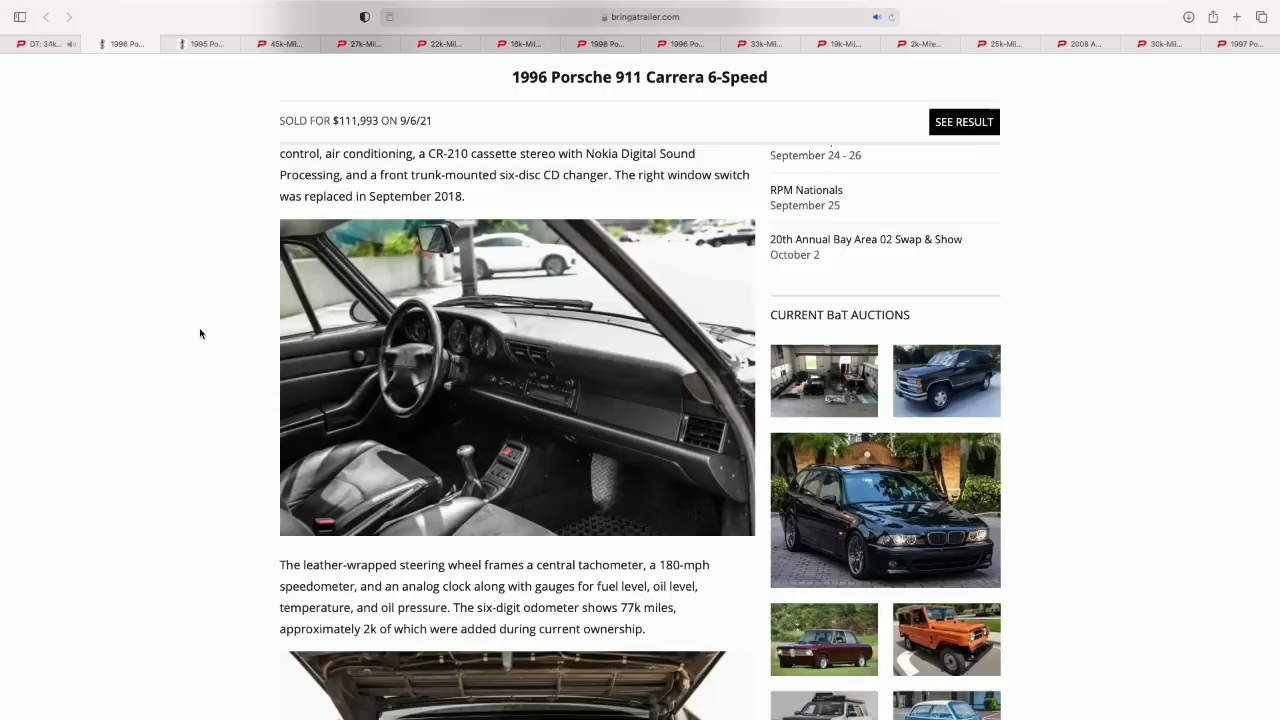 bringatrailer.com
DT: 34k...
1996 Po...
1995 Po...
45k-Mil...
27k-Mil...
22k-Mil...
16k-Mil...
1998 Po...
1996 Po...
33k-Mil...
19k-Mil...
2k-Mile...
25k-Mil...
2008 A...
30k-Mil...
1997 Po...
1996 Porsche 911 Carrera 6-Speed
SOLD FOR $111,993 ON 9/6/21
SEE RESULT
control, air conditioning, a CR-210 cassette stereo with Nokia Digital Sound
Processing, and a front trunk-mounted six-disc CD changer. The right window switch
was replaced in September 2018.
The leather-wrapped steering wheel frames a central tachometer, a 180-mph
speedometer, and an analog clock along with gauges for fuel level, oil level,
temperature, and oil pressure. The six-digit odometer shows 77k miles,
approximately 2k of which were added during current ownership.
September 24 - 26
RPM Nationals
September 25
20th Annual Bay Area 02 Swap & Show
October 2
CURRENT BaT AUCTIONS